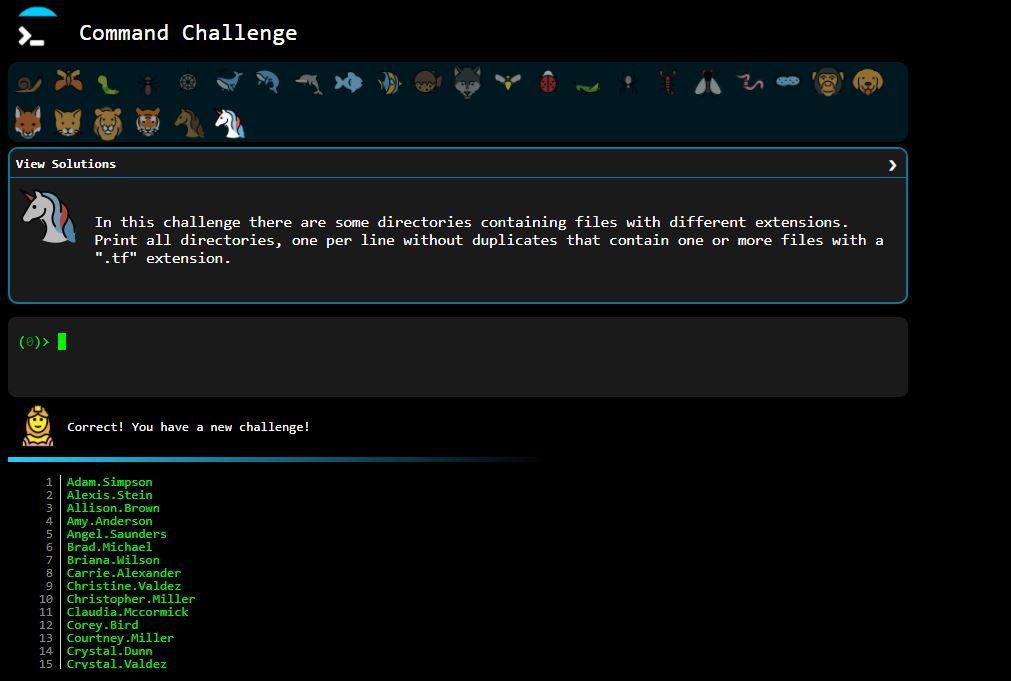 Command Challenge
View Solutions
In this challenge there are some directories containing files with different extensions.
Print all directories, one per line without duplicates that contain one or more files with a
".tf" extension.
(0)>
Correct! You have a new challenge!
1 Adam.Simpson
2 Alexis.Stein
3 Allison.Brown
4 Amy.Anderson
5 Angel.Saunders
6 Brad.Michael
7 Briana.Wilson
8 Carrie.Alexander
9 Christine.Valdez
10 Christopher.Miller
11 Claudia.Mccormick
12 Corey.Bird
13 Courtney.Miller
14 Crystal.Dunn
15 Crystal.Valdez